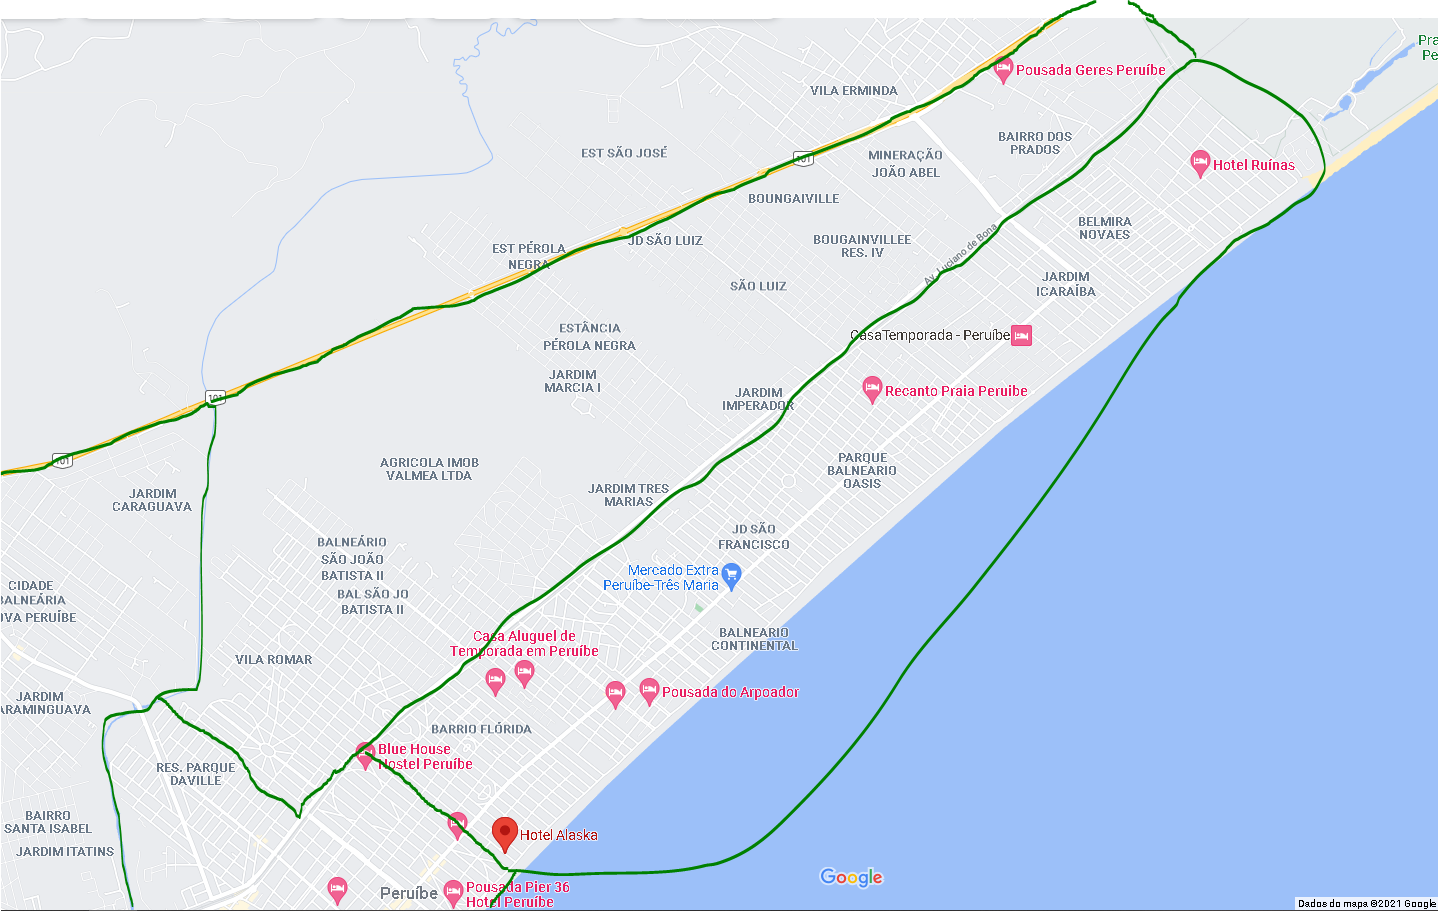 Pra
Pe
Pousada Geres Peruíbe
VILA ERMINDA
BAIRRO DOS
PRADOS
EST SÃO JOSÉ
101
MINERAÇÃO
JOÃO ABEL
Hotel Ruínas
BOUNGAIVILLE
BELMIRA
NOVAES
JD SÃO LUIZ
BOUGAINVILLEE
RES. IV
Av. Luciano de Bona
EST PÉROLA
NEGRA
SÃO LUIZ
JARDIM
ICARAÍBA
ESTÂNCIA
PÉROLA NEGRA
CasaTemporada - Peruíbe
JARDIM
MARCIA I
Recanto Praia Peruibe
101
JARDIM
IMPERADOR
101
AGRICOLA IMOB
VALMEA LTDA
PARQUE
BALNEARIO
OASIS
JARDIM
CARAGUAVA
JARDIM TRES
MARIAS
JD SÃO
FRANCISCO
BALNEÁRIO
SÃO JOÃO
BATISTA II
Mercado Extra
Peruíbe-Três Maria
CIDADE
BALNEÁRIA
OVA PERUÍBE
BAL SÃO JO
BATISTA II
BALNEARIO
CONTINENTAL
Casa Aluguel de
Temporada em Peruíbe
VILA ROMAR
JARDIM
ARAMINGUAVA
Pousada do Arpoador
BARRIO FLÓRIDA
Blue House
Hostel Peruíbe
RES. PARQUE
DAVILLE
BAIRRO
SANTA ISABEL
Hotel Alaska
JARDIM ITATINS
Google
Peruíbe
Pousada Pier 36
Hotel Peruíbe
Dados do mapa ©2021 Google